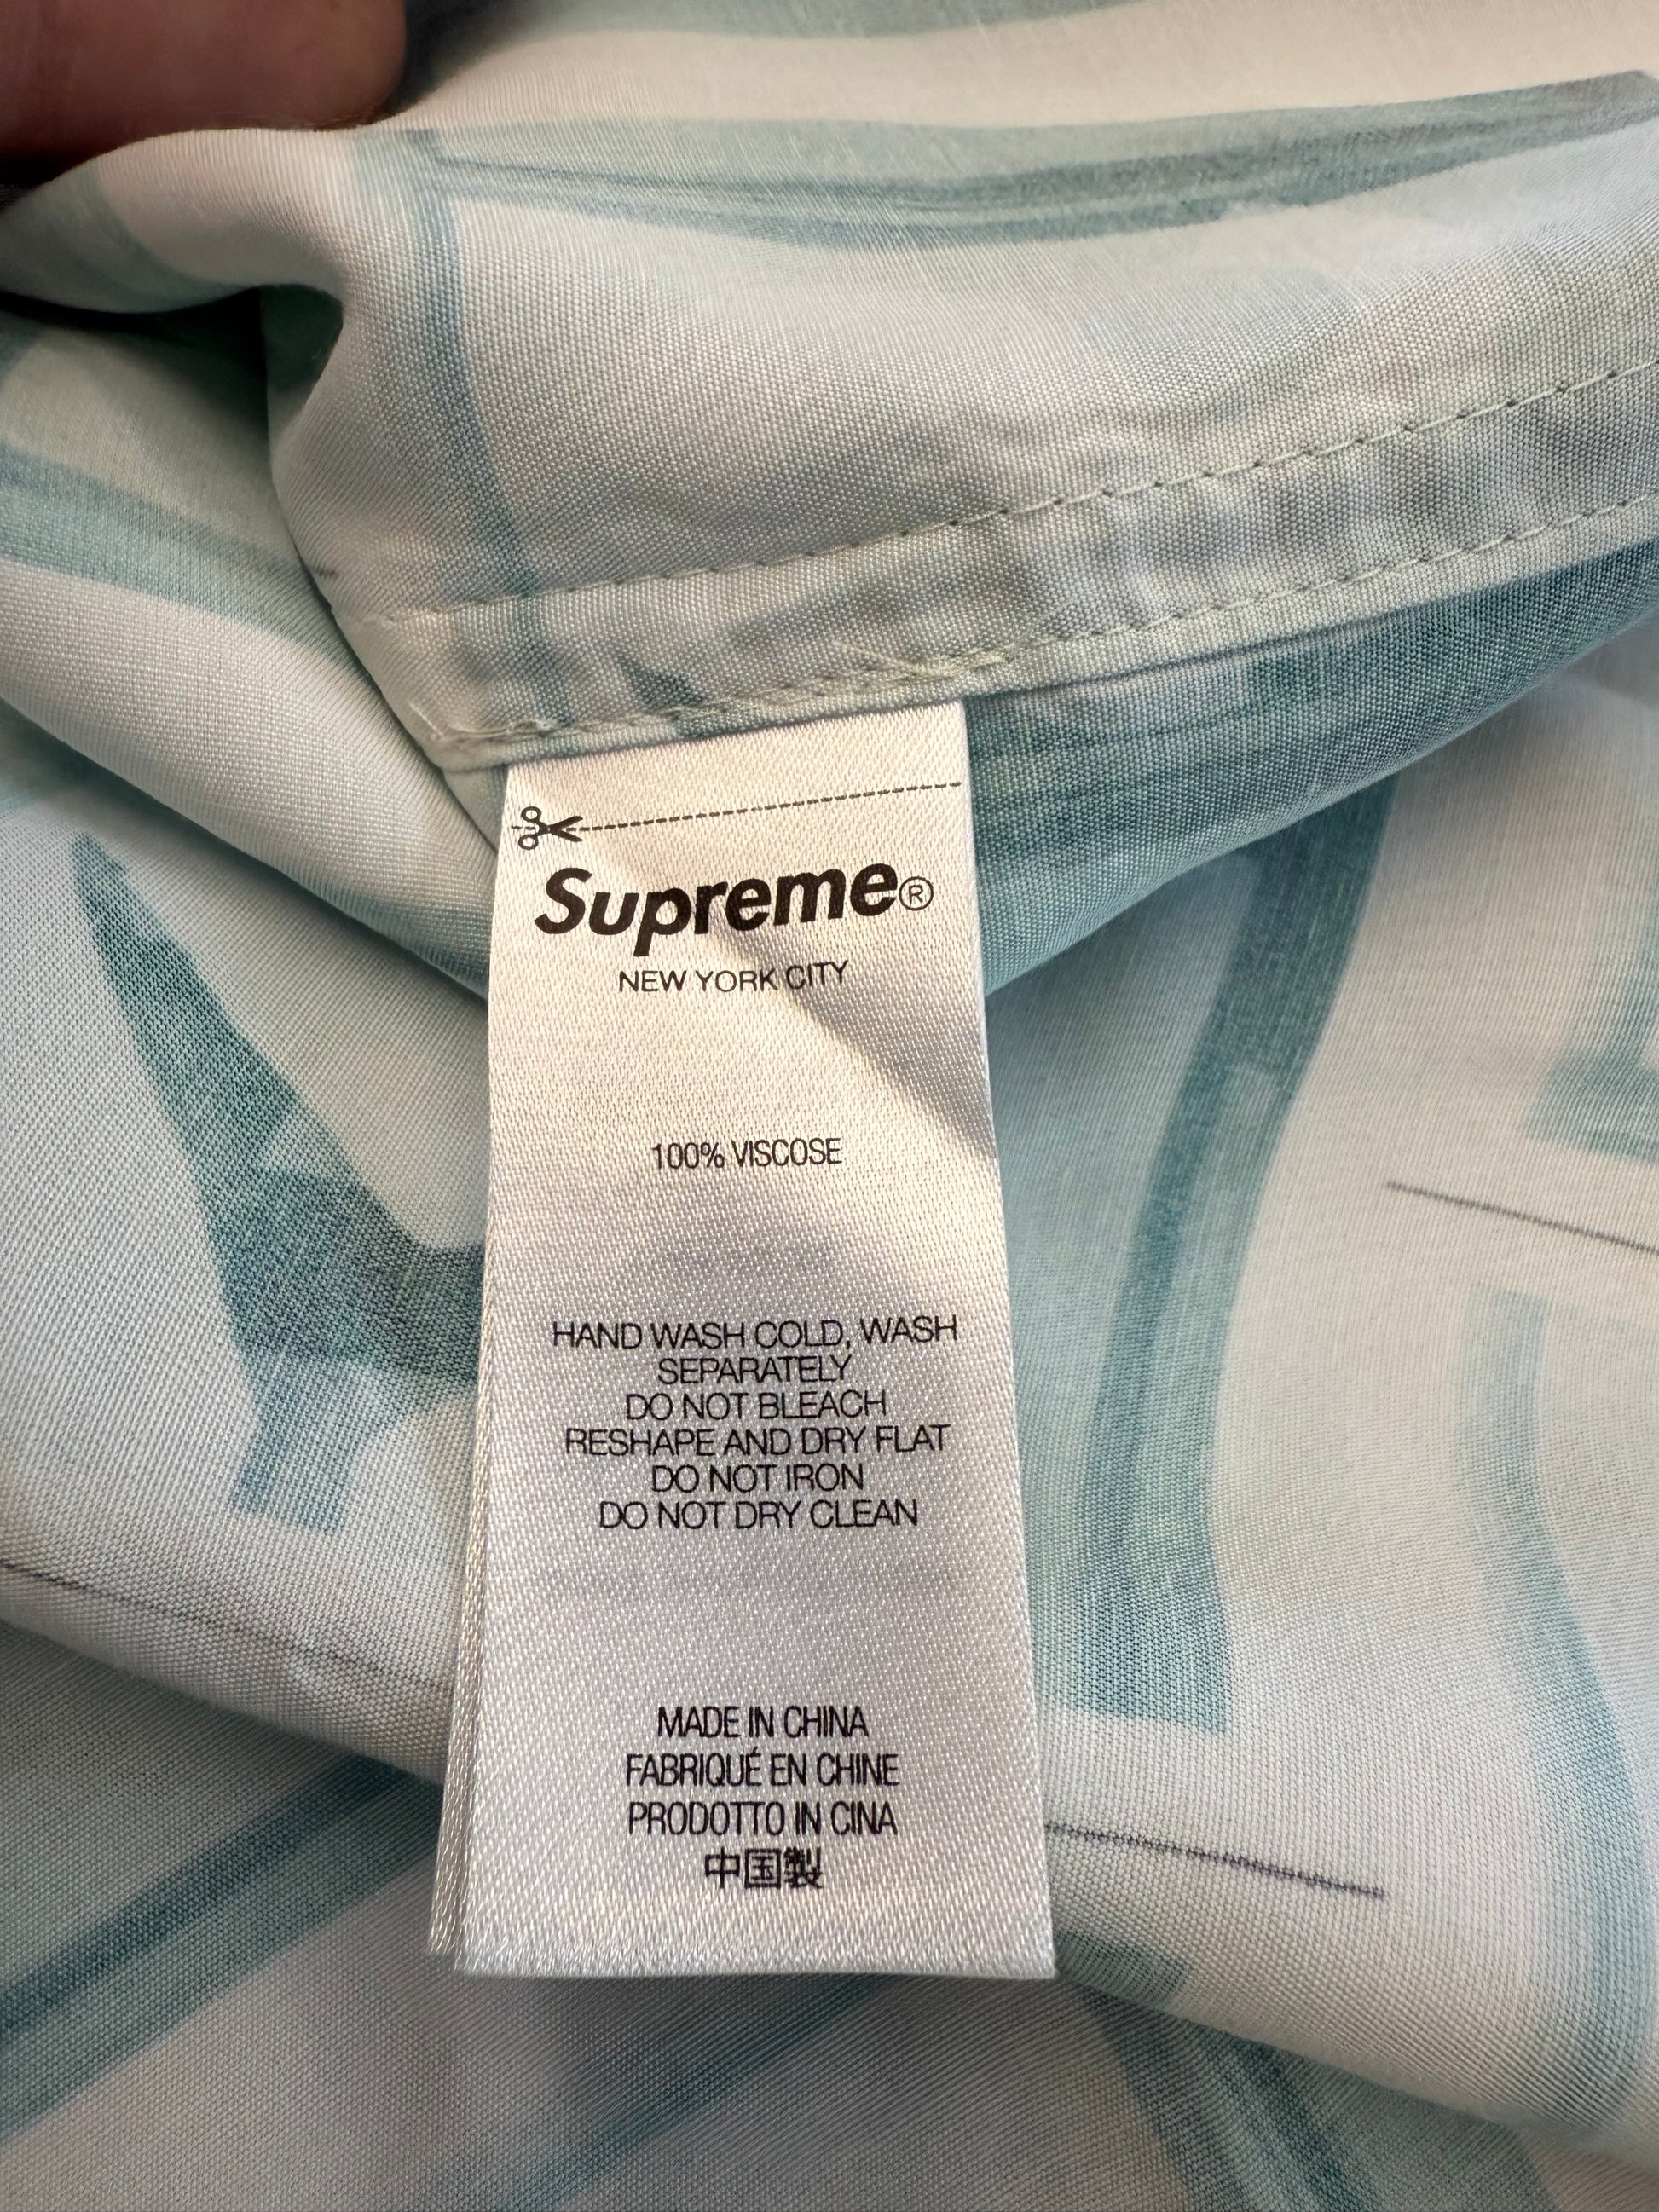 Supreme®
NEW YORK CITY
100% VISCOSE
HAND WASH COLD, WASH
SEPARATELY
DO NOT BLEACH
RESHAPE AND DRY FLAT
DO NOT IRON
DO NOT DRY CLEAN
MADE IN CHINA
FABRIQUÉ EN CHINE
PRODOTTO IN CINA
中国製